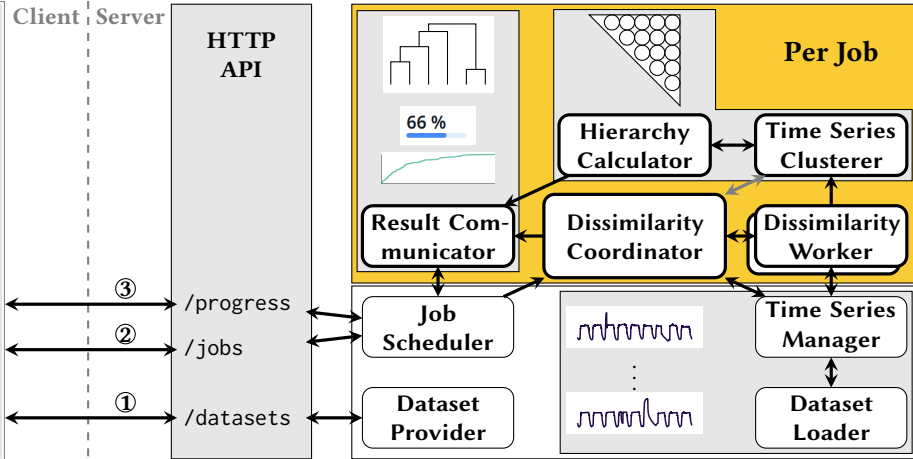 Client
Server
HTTP
API
Per Job
66 %
Hierarchy
Calculator
Time Series
Clusterer
Result Com-
municator
Dissimilarity
Coordinator
Dissimilarity
Worker
③
/progress
②
/jobs
①
/datasets
Job
Scheduler
Time Series
Manager
Dataset
Provider
Dataset
Loader